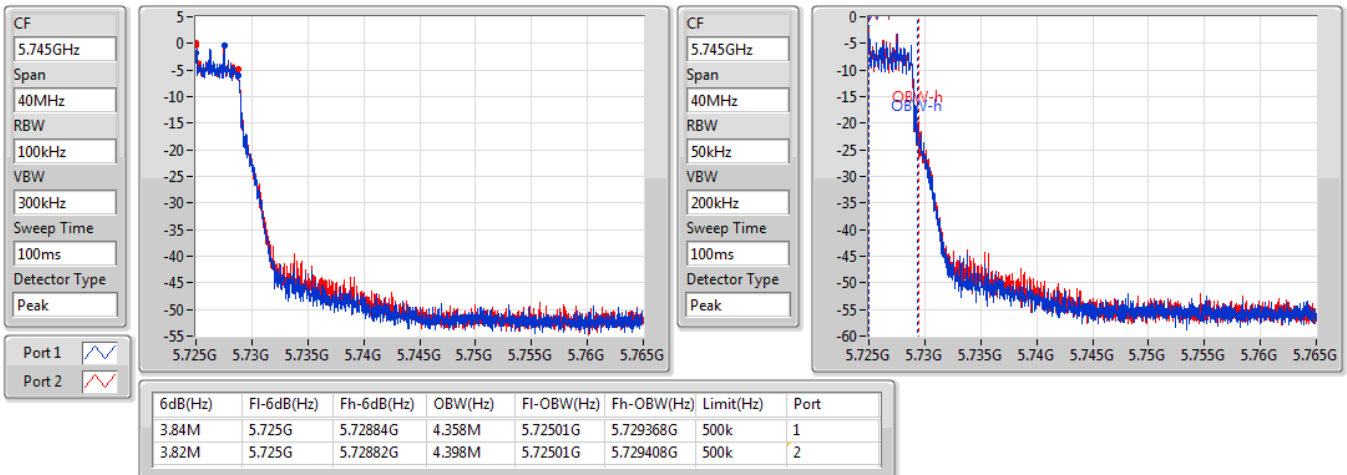 CF
5.745GHz
Span
40MHz
RBW
100kHz
VBW
300kHz
Sweep Time
100ms
Detector Type
Peak
5
0
-5
-10
-15
-20
-25
-30
-35
-40
-45
-50
-55
5.725G 5.73G 5.735G 5.74G 5.745G 5.75G 5.755G 5.76G 5.765G
CF
5.745GHz
Span
40MHz
RBW
50kHz
VBW
200kHz
Sweep Time
100ms
Detector Type
Peak
0
-5
-10
-15
-20
-25
-30
-35
-40
-45
-50
-55
-60
OBW-h
OBW-h
5.725G 5.73G 5.735G 5.74G 5.745G 5.75G 5.755G 5.76G 5.765G
Port 1
Port 2
6dB(Hz) Fl-6dB(Hz) Fh-6dB(Hz) OBW(Hz) Fl-OBW(Hz) Fh-OBW(Hz) Limit(Hz) Port
3.84M 5.725G 5.72884G 4.358M 5.72501G 5.729368G 500k 1
3.82M 5.725G 5.72882G 4.398M 5.72501G 5.729408G 500k 2